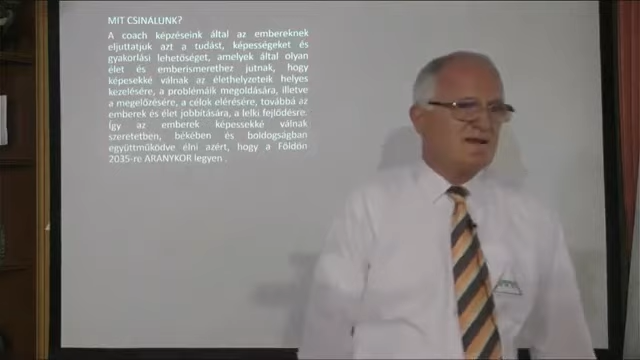 MIT CSINÁLUNK?
A coach képzéseink által az embereknek
eljuttatjuk azt a tudást, képességeket és
gyakorlási lehetőséget, amelyek által olyan
élet és emberismerethez jutnak, hogy
képesekké válnak az élethelyzeteik helyes
kezelésére, a problémáik megoldására, illetve
a megelőzésére, a célok elérésére, továbbá az
emberek és élet jobbítására, a lelki fejlődésre.
Így az emberek képessekké válnak
szeretetben, békében és boldogságban
együttműködve élni azért, hogy a Földön
2035-re ARANYKOR legyen .